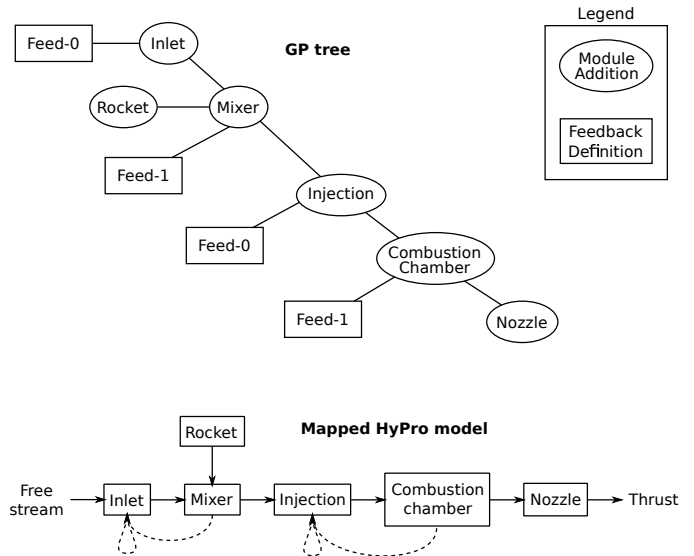 Legend
Feed-0
Inlet
GP tree
Module
Addition
Rocket
Mixer
Feedback
Definition
Feed-1
Injection
Feed-0
Combustion
Chamber
Feed-1
Nozzle
Mapped HyPro model
Rocket
Free
stream
Inlet
Mixer
Injection
Combustion
chamber
Nozzle
Thrust